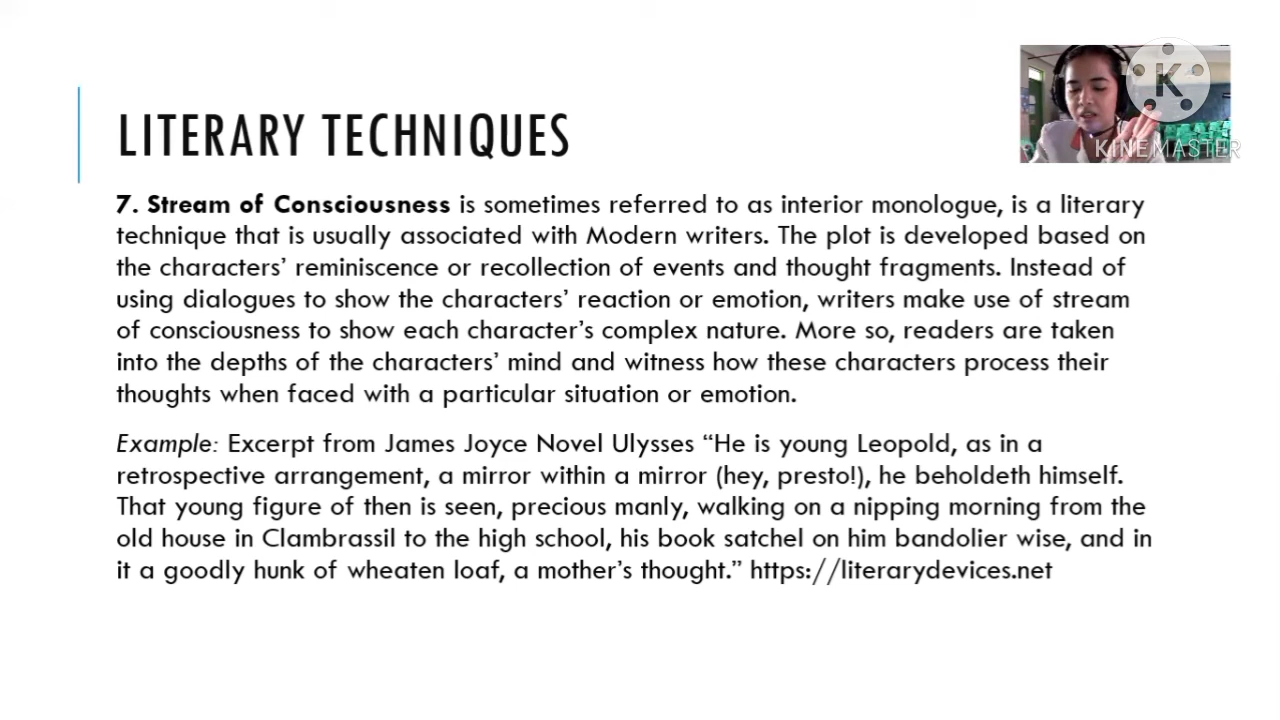 LITERARY TECHNIQUES
K
KINEMASTER
7. Stream of Consciousness is sometimes referred to as interior monologue, is a literary
technique that is usually associated with Modern writers. The plot is developed based on
the characters’ reminiscence or recollection of events and thought fragments. Instead of
using dialogues to show the characters’ reaction or emotion, writers make use of stream
of consciousness to show each character’s complex nature. More so, readers are taken
into the depths of the characters’ mind and witness how these characters process their
thoughts when faced with a particular situation or emotion.
Example: Excerpt from James Joyce Novel Ulysses “He is young Leopold, as in a
retrospective arrangement, a mirror within a mirror (hey, presto!), he beholdeth himself.
That young figure of then is seen, precious manly, walking on a nipping morning from the
old house in Clambrassil to the high school, his book satchel on him bandolier wise, and in
it a goodly hunk of wheaten loaf, a mother’s thought.” https://literarydevices.net